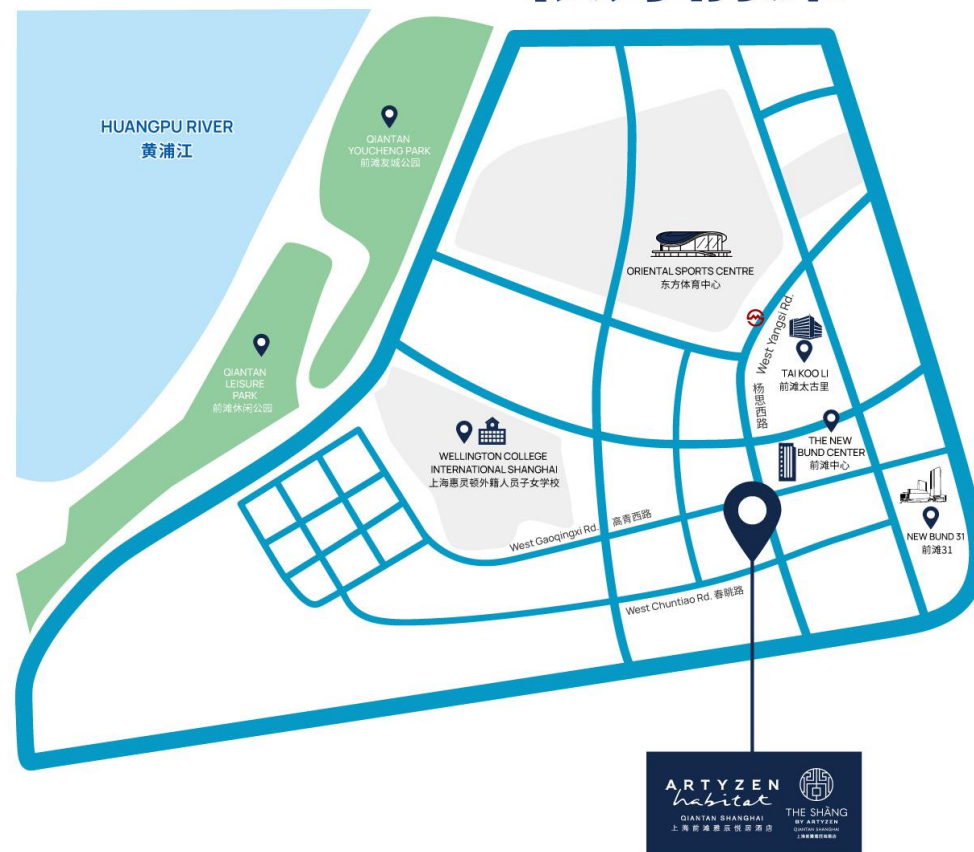 HUANGPU RIVER
黄浦江
QIANTAN
YOUCHENG PARK
前滩友城公园
ORIENTAL SPORTS CENTRE
东方体育中心
West Yangsi Rd.
杨思西路
TAI KOO LI
前滩太古里
QIANTAN
LEISURE
PARK
前滩休闲公园
THE NEW
BUND CENTER
前滩中心
WELLINGTON COLLEGE
INTERNATIONAL SHANGHAI
上海惠灵顿外籍人员子女学校
NEW BUND 31
前滩31
West Gaoqingxi Rd. 高青西路
West Chuntiao Rd. 春眺路
ARTYZEN
habitat
QIANTAN SHANGHAI
上海前滩雅辰悦居酒店
THE SHÀNG
BY ARTYZEN
QIANTAN SHANGHAI